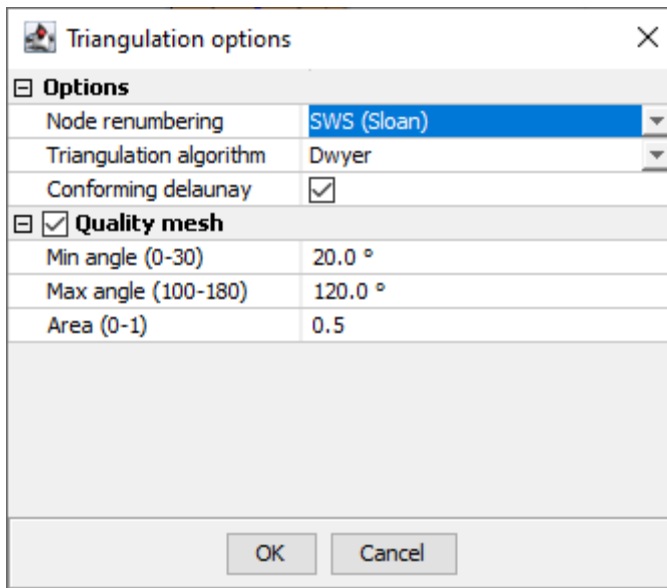 Triangulation options
Options
Node renumbering SWS (Sloan)
Triangulation algorithm Dwyer
Conforming delaunay
Quality mesh
Min angle (0-30) 20.0 °
Max angle (100-180) 120.0 °
Area (0-1) 0.5
OK Cancel